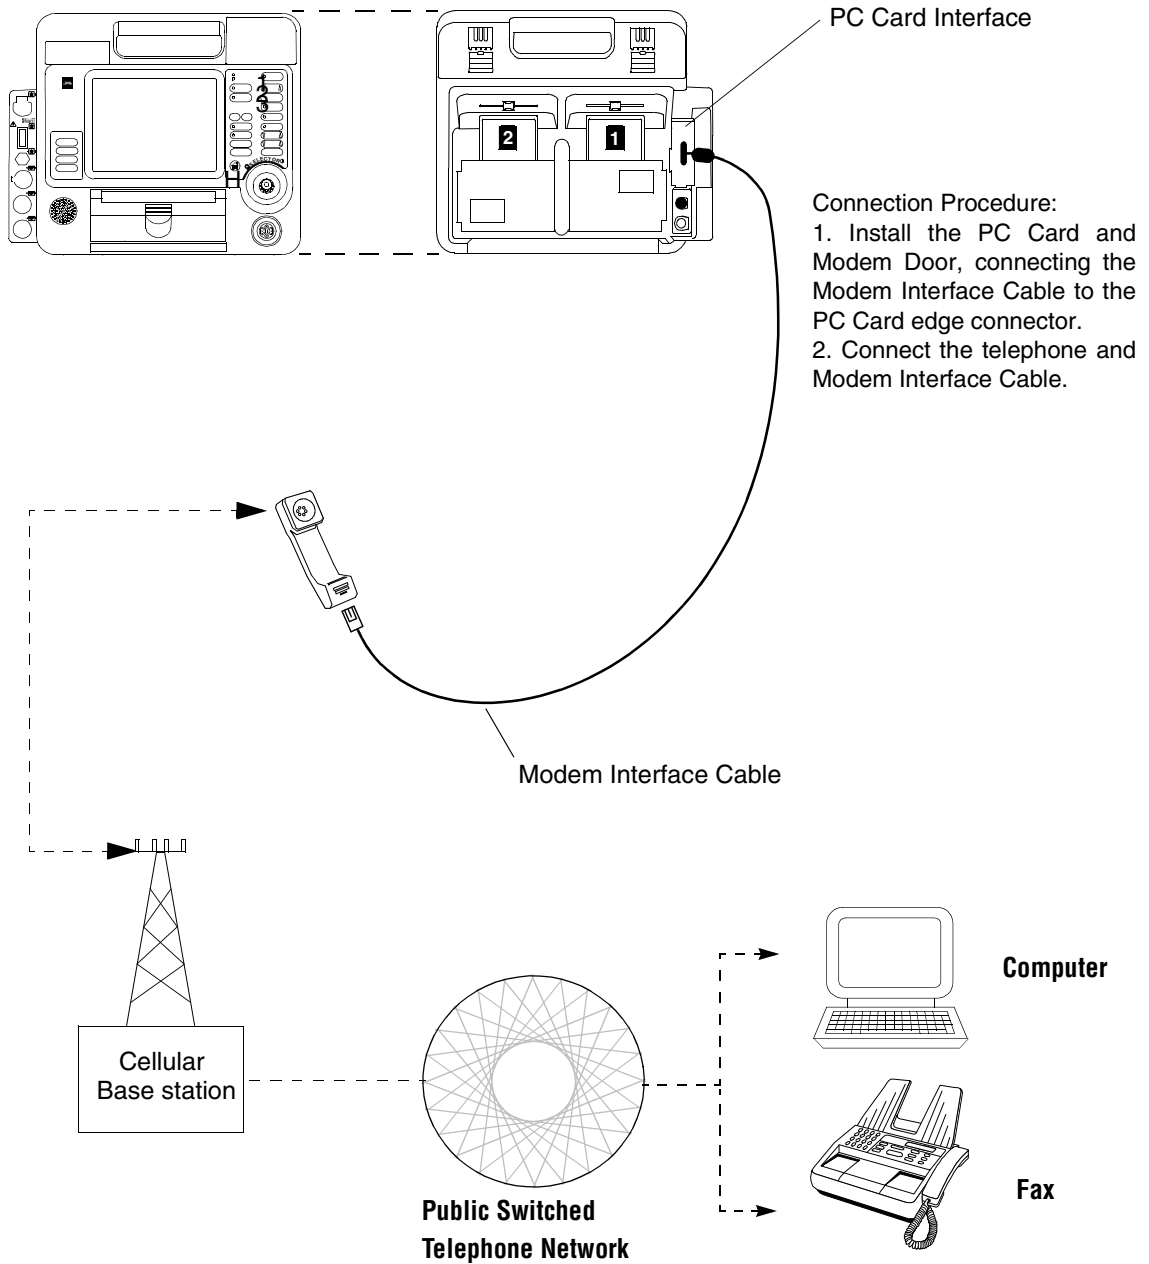 PC Card Interface
2
1
SELECTOR
Connection Procedure:
1. Install the PC Card and
Modem Door, connecting the
Modem Interface Cable to the
PC Card edge connector.
2. Connect the telephone and
Modem Interface Cable.
Modem Interface Cable
Computer
Cellular
Base station
Fax
Public Switched
Telephone Network